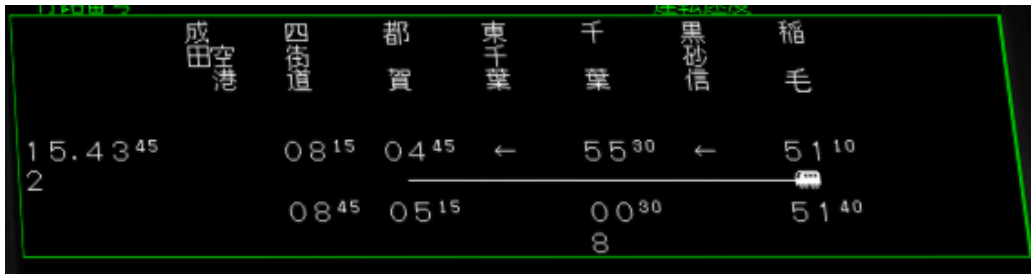 成田空港 四街道 都賀 東千葉 千葉 黒砂信 稲毛
15.43⁴⁵ 08¹⁵ 04⁴⁵ ← 55³⁰ ← 51¹⁰
2
08⁴⁵ 05¹⁵ 00³⁰ 51⁴⁰
8